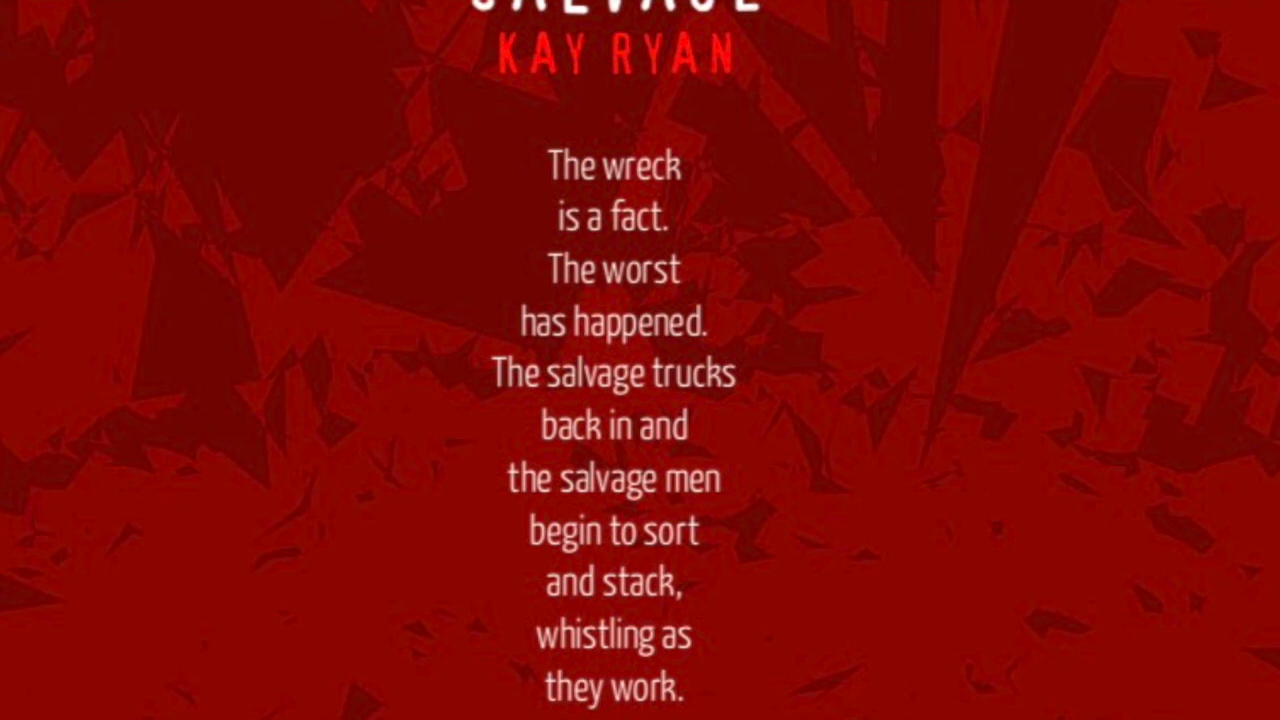 SALVAGE
KAY RYAN
The wreck
is a fact.
The worst
has happened.
The salvage trucks
back in and
the salvage men
begin to sort
and stack,
whistling as
they work.